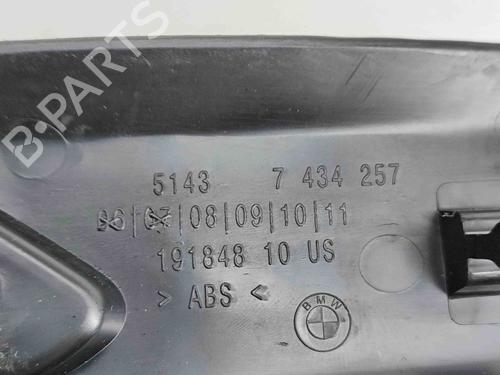 B-PARTS
5143 7 434 257
06|07|08|09|10|11
191848 10 US
> ABS <
BMW